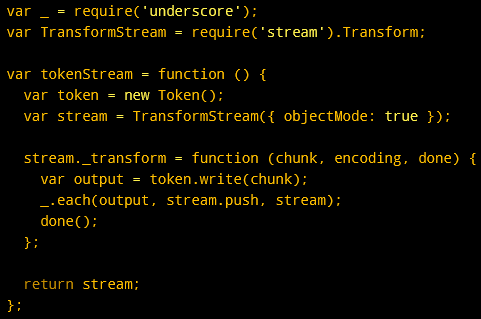 var _ = require('underscore');
var TransformStream = require('stream').Transform;

var tokenStream = function () {
  var token = new Token();
  var stream = TransformStream({ objectMode: true });

  stream._transform = function (chunk, encoding, done) {
    var output = token.write(chunk);
    _.each(output, stream.push, stream);
    done();
  };

  return stream;
};